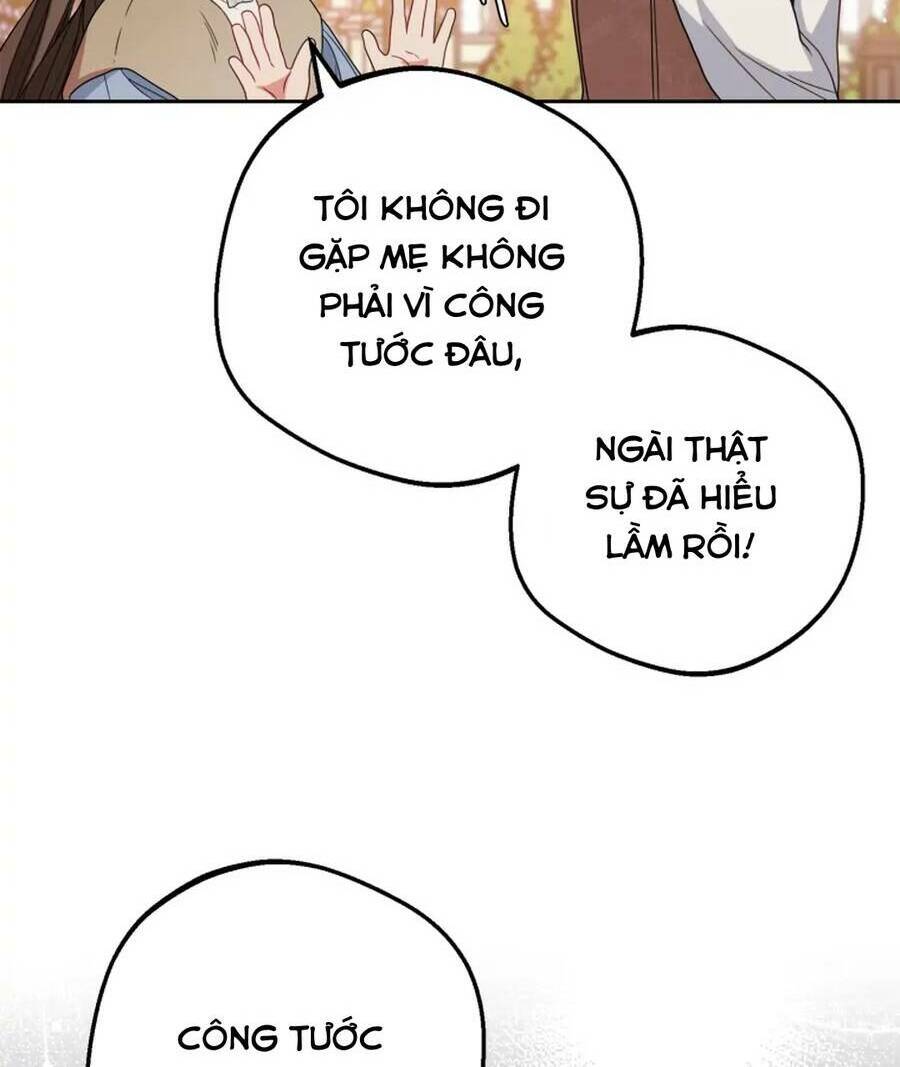 TÔI KHÔNG ĐI
GẶP MẸ KHÔNG
PHẢI VÌ CÔNG
TƯỚC ĐÂU,
NGÀI THẬT
SỰ ĐÃ HIỂU
LẦM RỒI!
CÔNG TƯỚC